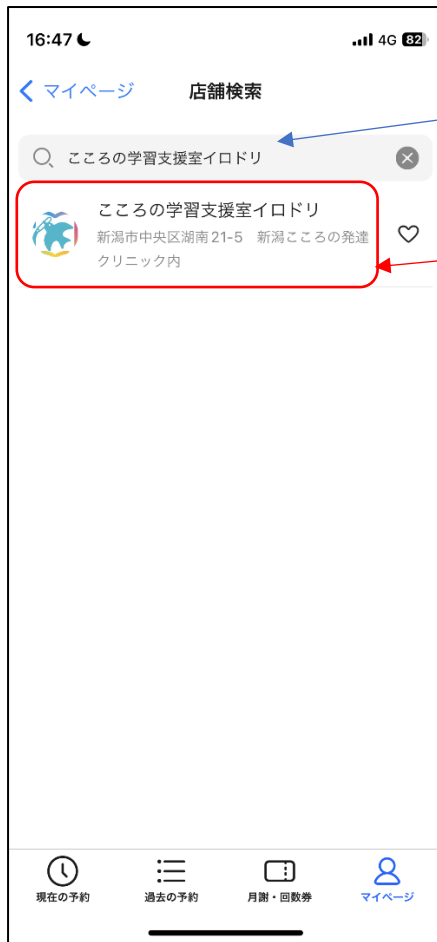 16:47 4G 82
マイページ 店舗検索
こころの学習支援室イロドリ
こころの学習支援室イロドリ
新潟市中央区湖南21-5　新潟こころの発達
クリニック内
現在の予約 過去の予約 月謝・回数券 マイページ